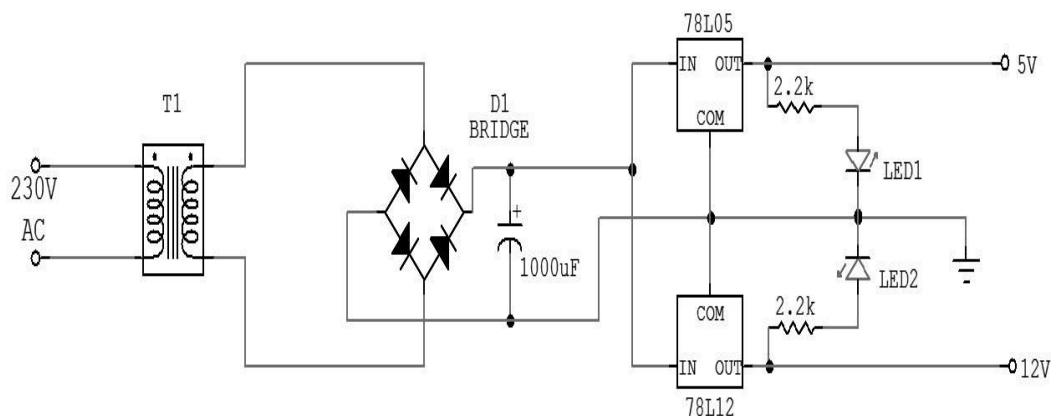 78L05
IN OUT
COM
5V
2.2k
LED1
T1
D1
BRIDGE
230V
AC
+
1000uF
LED2
2.2k
COM
IN OUT
78L12
12V